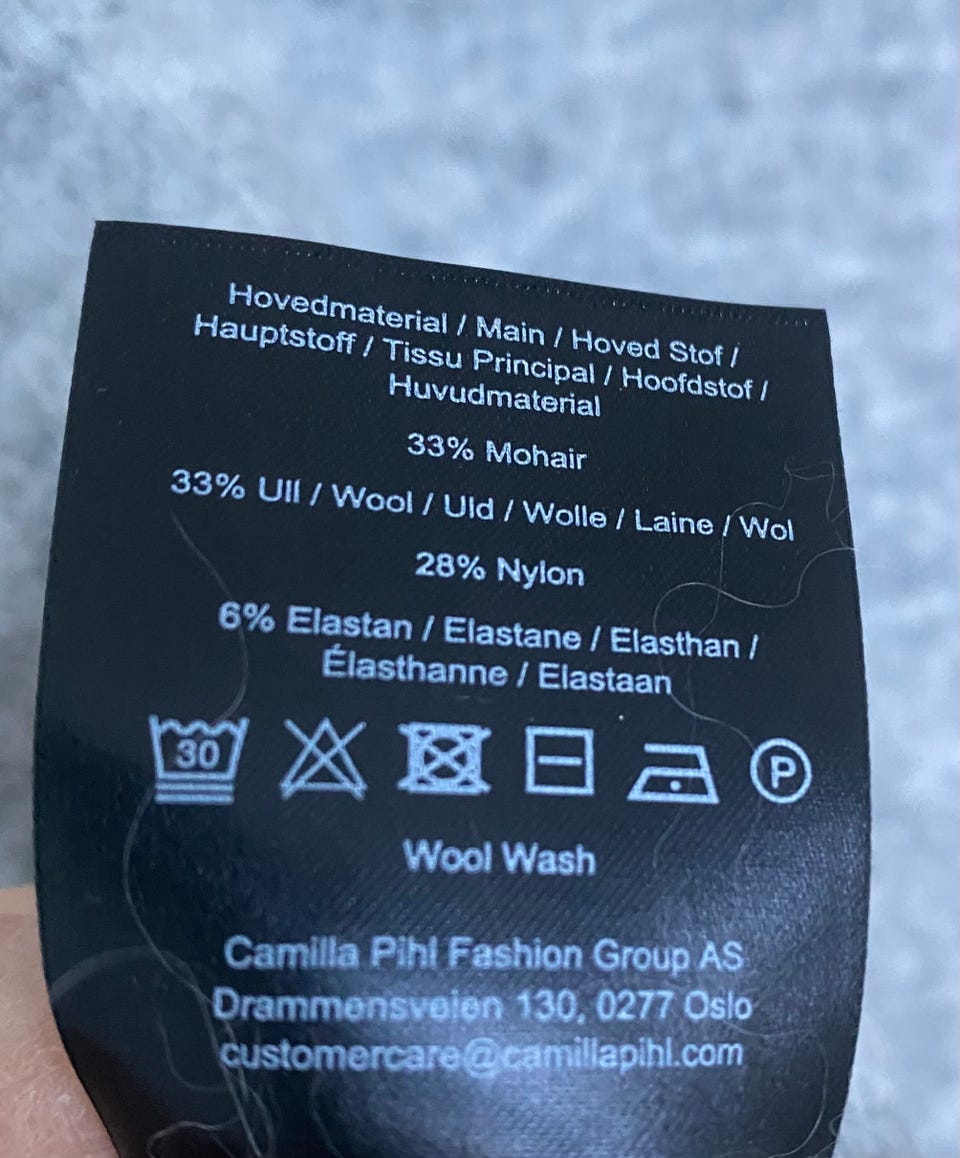 Hovedmaterial / Main / Hoved Stof /
Hauptstoff / Tissu Principal / Hoofdstof /
Huvudmaterial
33% Mohair
33% Ull / Wool / Uld / Wolle / Laine / Wol
28% Nylon
6% Elastan / Elastane / Elasthan /
Élasthanne / Elastaan
30 P
Wool Wash
Camilla Pihl Fashion Group AS
Drammensveien 130, 0277 Oslo
customercare@camillapihl.com